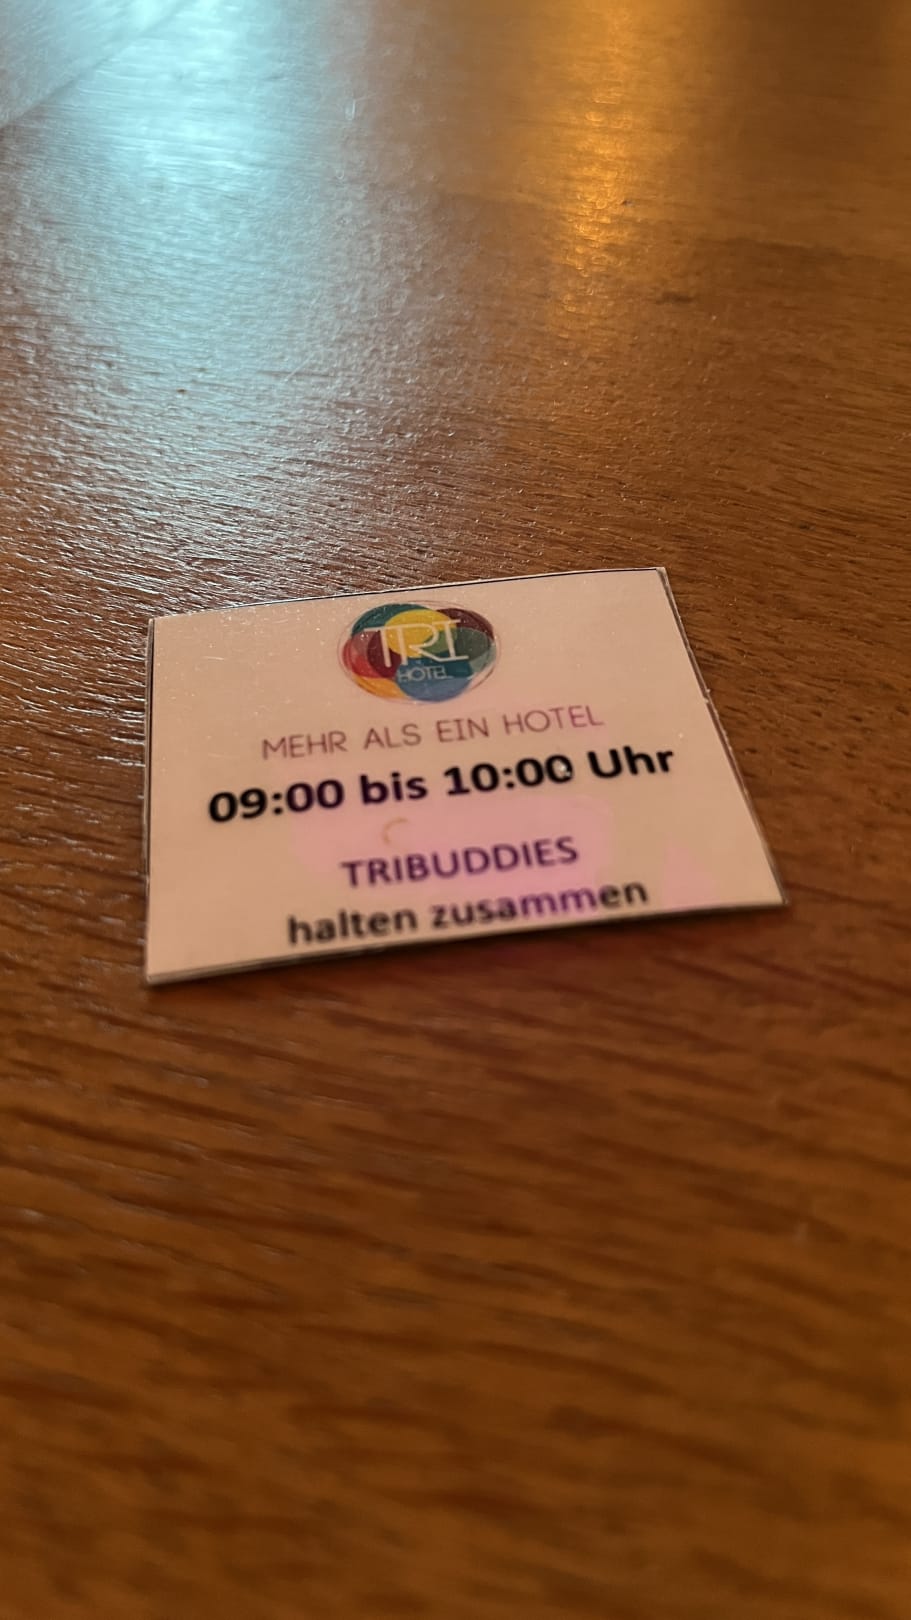 TRI
HOTEL
MEHR ALS EIN HOTEL
09:00 bis 10:00 Uhr
TRIBUDDIES
halten zusammen